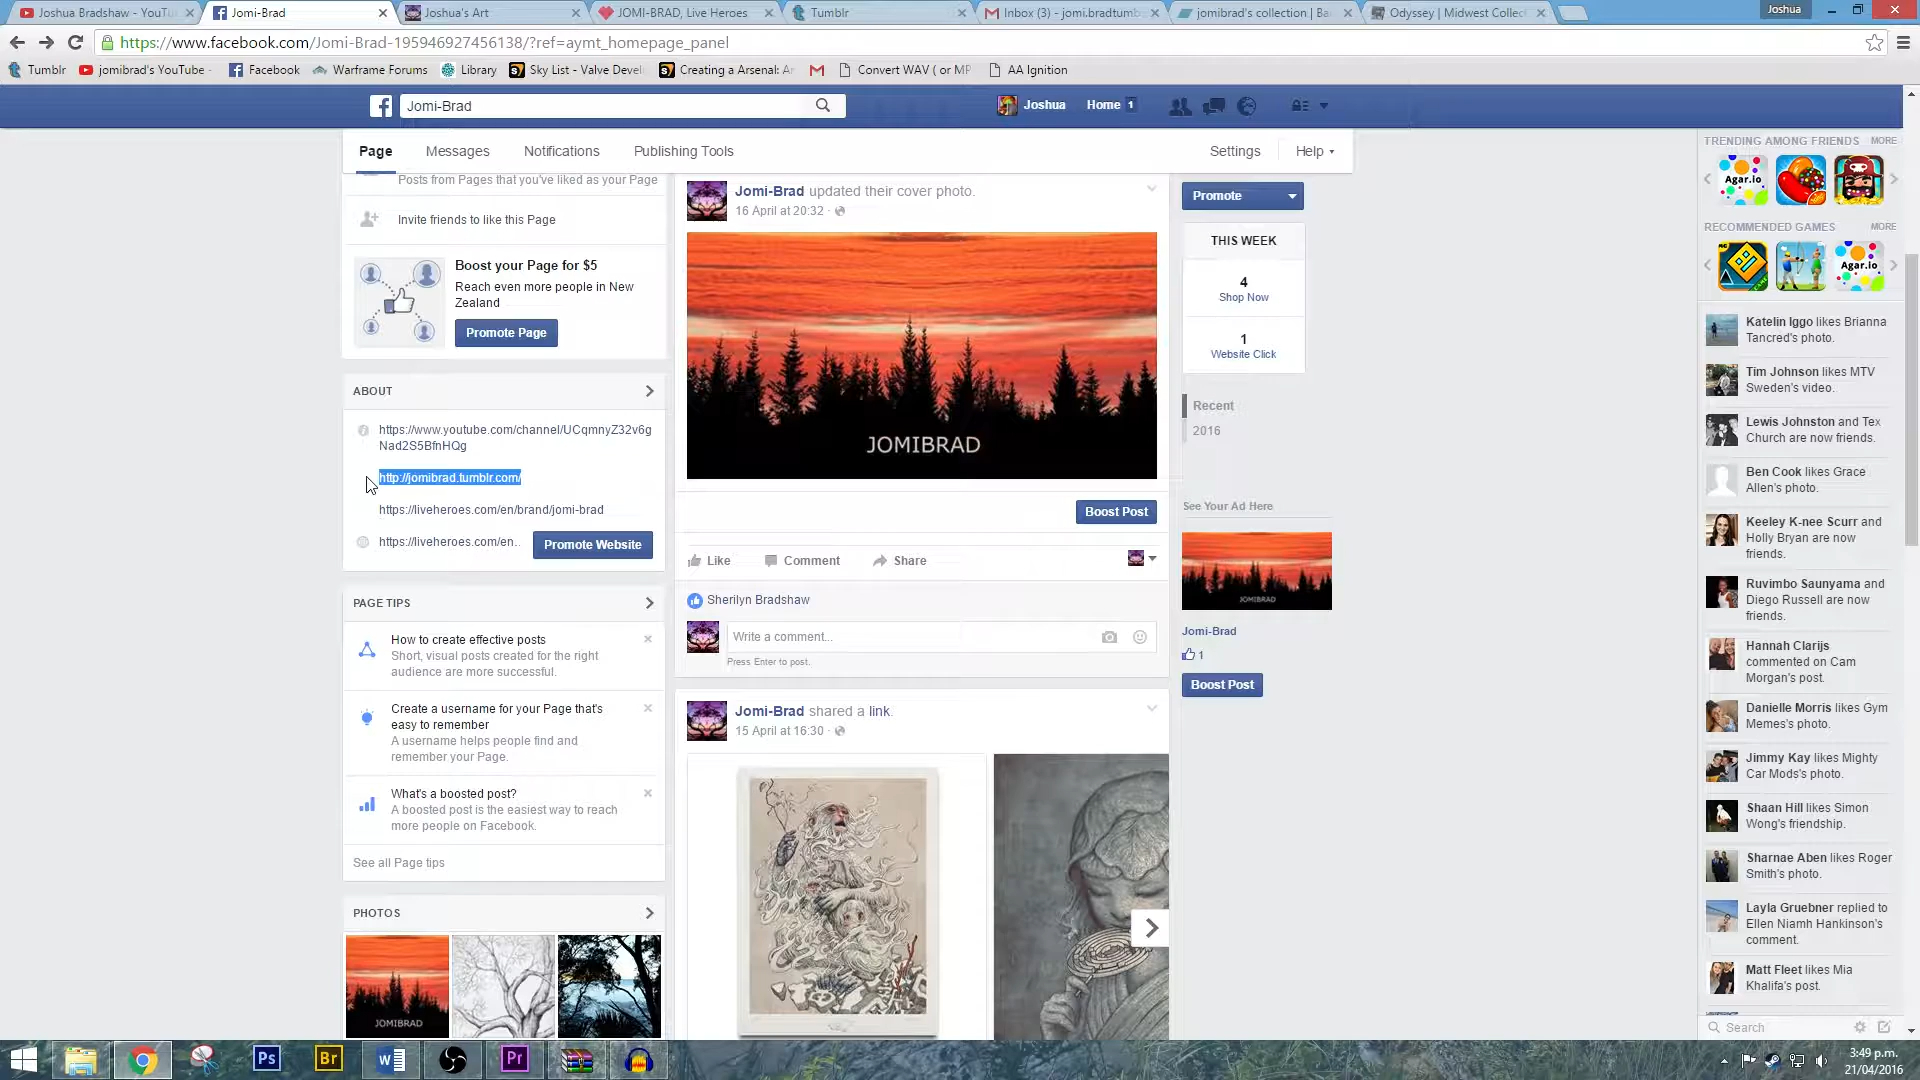 Joshua Bradshaw - YouTu
Jomi-Brad
Joshua's Art
JOMI-BRAD, Live Heroes
Tumblr
Inbox (3) - jomi.bradtumb
jomibrad's collection | Ba
Odyssey | Midwest Collec
Joshua
https://www.facebook.com/Jomi-Brad-195946927456138/?ref=aymt_homepage_panel
Tumblr
jomibrad's YouTube -
Facebook
Warframe Forums
Library
Sky List - Valve Devel
Creating a Arsenal: Ar
Convert WAV ( or MP
AA Ignition
Jomi-Brad
Joshua
Home 1
Page
Messages
Notifications
Publishing Tools
Settings
Help
Posts from Pages that you've liked as your Page
Invite friends to like this Page
Boost your Page for $5
Reach even more people in New
Zealand
Promote Page
ABOUT
https://www.youtube.com/channel/UCqmnyZ32v6g
Nad2S5BfnHQg
http://jomibrad.tumblr.com/
https://liveheroes.com/en/brand/jomi-brad
https://liveheroes.com/en..
Promote Website
PAGE TIPS
How to create effective posts
Short, visual posts created for the right
audience are more successful.
Create a username for your Page that's
easy to remember
A username helps people find and
remember your Page.
What's a boosted post?
A boosted post is the easiest way to reach
more people on Facebook.
See all Page tips
PHOTOS
JOMIBRAD
Jomi-Brad updated their cover photo.
16 April at 20:32 ·
JOMIBRAD
Boost Post
Like
Comment
Share
Sherilyn Bradshaw
Write a comment...
Press Enter to post.
Jomi-Brad shared a link.
15 April at 16:30 ·
Promote
THIS WEEK
4
Shop Now
1
Website Click
Recent
2016
See Your Ad Here
JOMIBRAD
Jomi-Brad
1
Boost Post
TRENDING AMONG FRIENDS MORE
Agar.io
RECOMMENDED GAMES MORE
Agar.io
Katelin Iggo likes Brianna
Tancred's photo.
Tim Johnson likes MTV
Sweden's video.
Lewis Johnston and Tex
Church are now friends.
Ben Cook likes Grace
Allen's photo.
Keeley K-nee Scurr and
Holly Bryan are now
friends.
Ruvimbo Saunyama and
Diego Russell are now
friends.
Hannah Clarijs
commented on Cam
Morgan's post.
Danielle Morris likes Gym
Memes's photo.
Jimmy Kay likes Mighty
Car Mods's photo.
Shaan Hill likes Simon
Wong's friendship.
Sharnae Aben likes Roger
Smith's photo.
Layla Gruebner replied to
Ellen Niamh Hankinson's
comment.
Matt Fleet likes Mia
Khalifa's post.
Search
Ps
Br
Pr
3:49 p.m.
21/04/2016